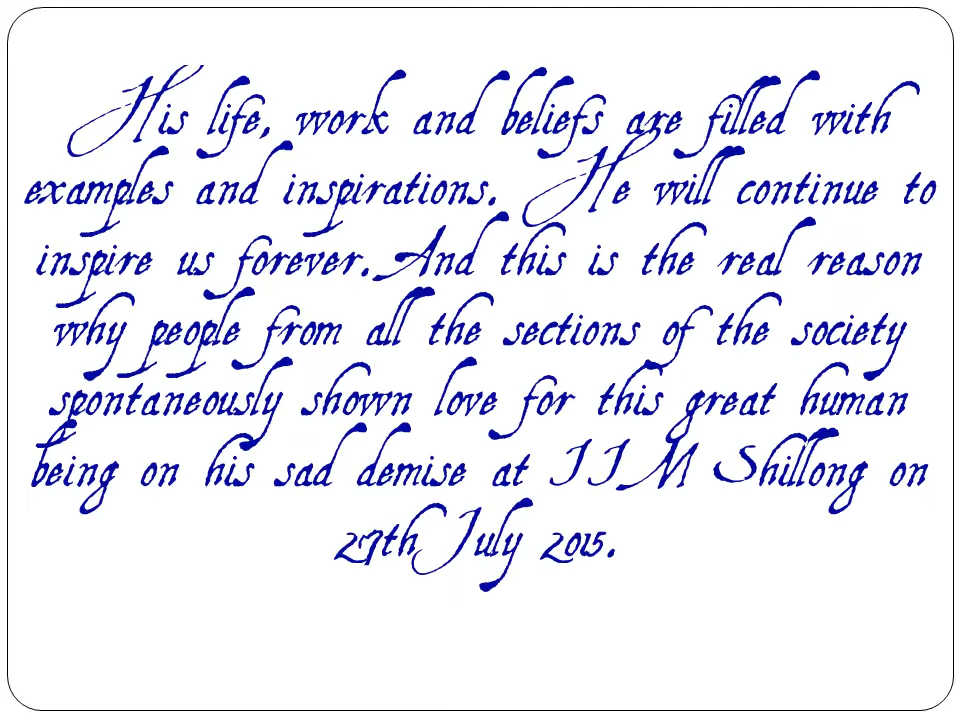 His life, work and beliefs are filled with
examples and inspirations. He will continue to
inspire us forever. And this is the real reason
why people from all the sections of the society
spontaneously shown love for this great human
being on his sad demise at IIM Shillong on
27th July 2015.